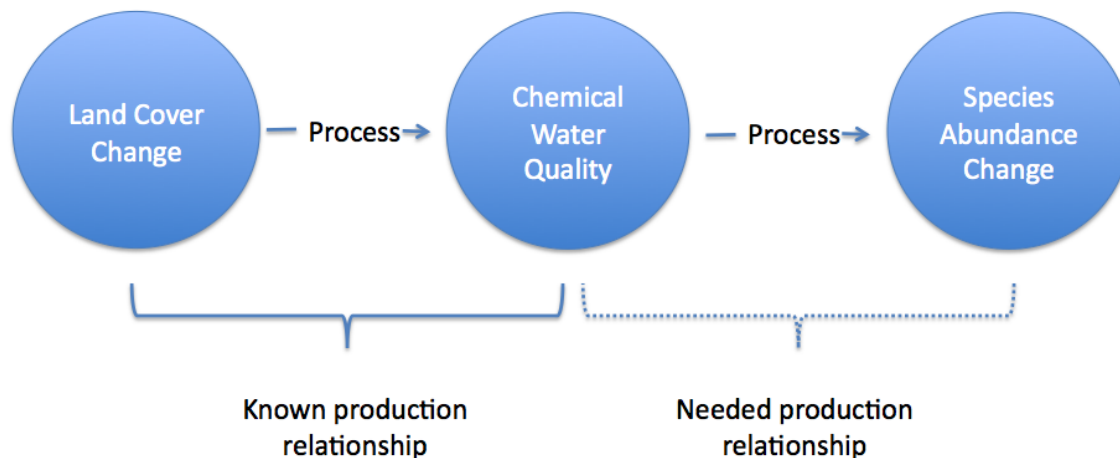 Land Cover
Change
Process
Chemical
Water
Quality
Process
Species
Abundance
Change
Known production
relationship
Needed production
relationship